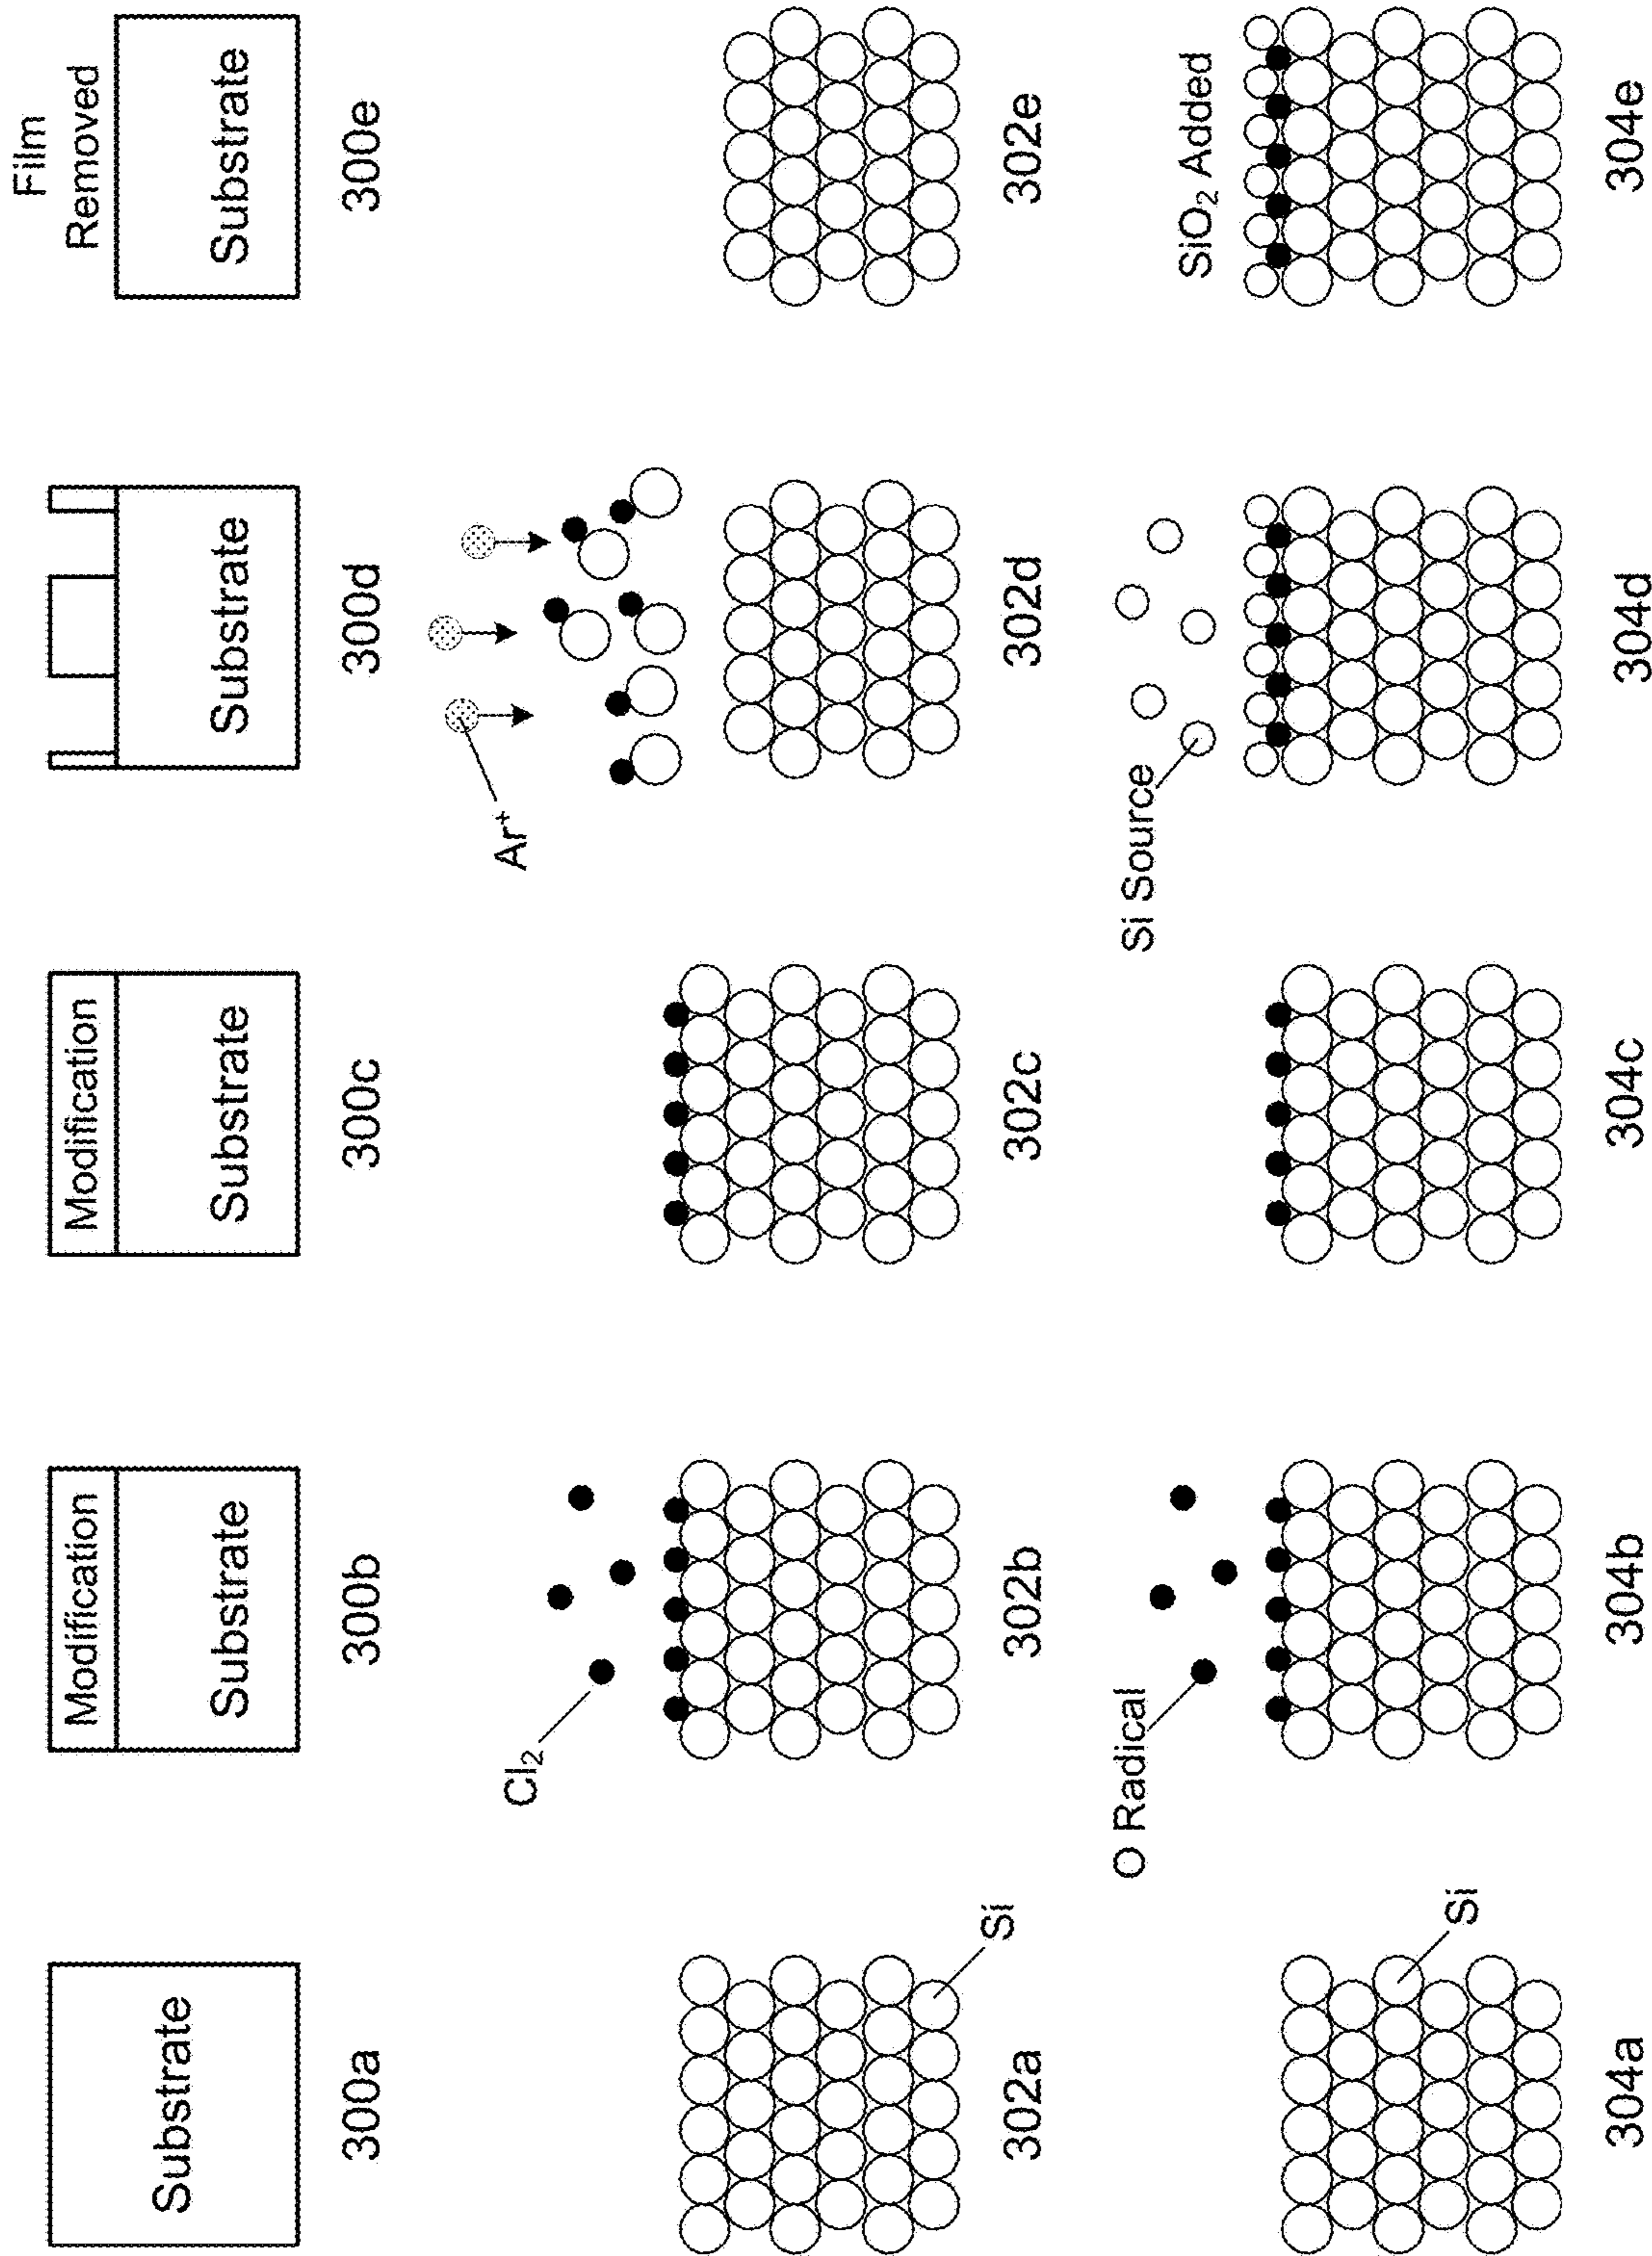 Film
Removed
Modification
Modification
Substrate
Substrate
Substrate
Substrate
Substrate
300a
300b
300c
300d
300e
Cl₂
Ar⁺
Si
302a
302b
302c
302d
302e
O Radical
Si Source
SiO₂ Added
Si
304a
304b
304c
304d
304e